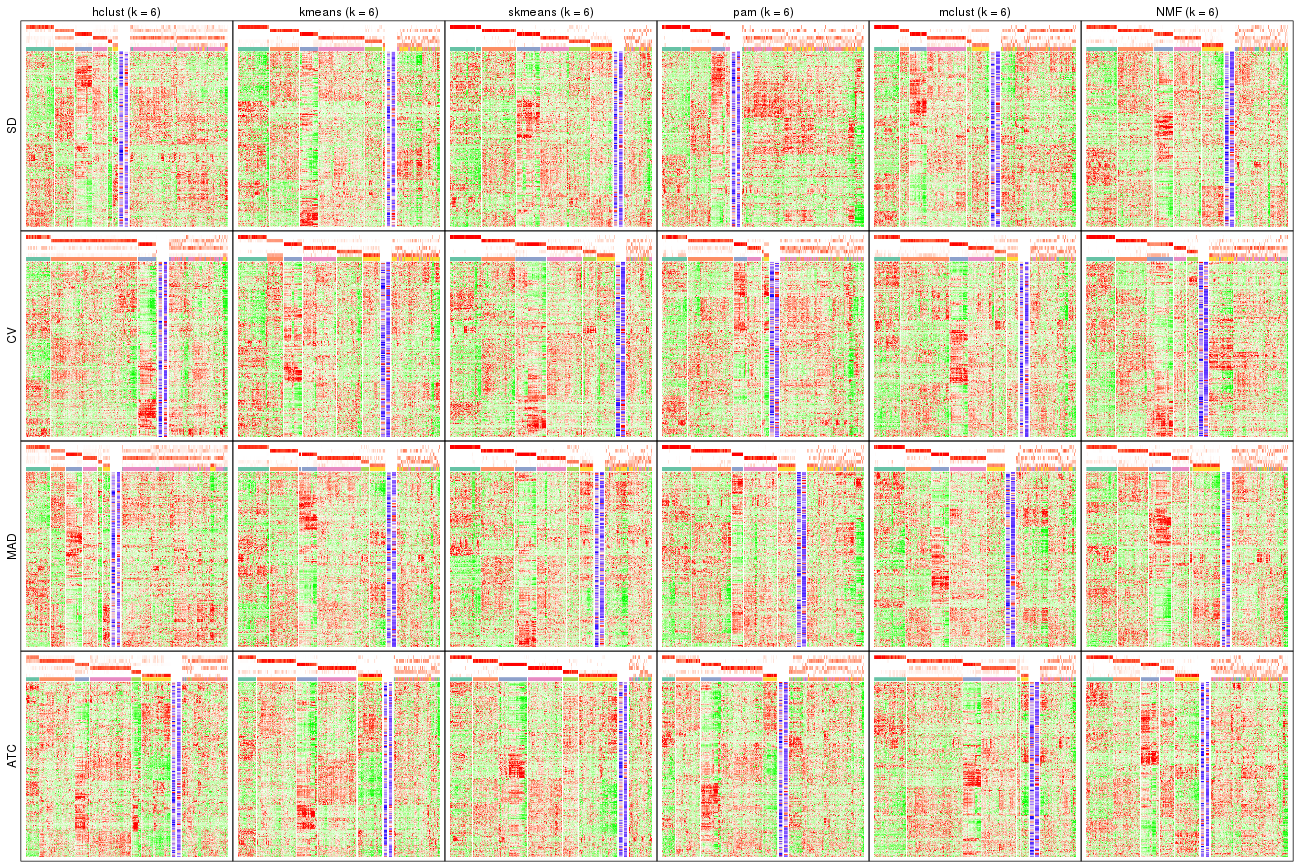 hclust (k = 6)
kmeans (k = 6)
skmeans (k = 6)
pam (k = 6)
mclust (k = 6)
NMF (k = 6)
SD
CV
MAD
ATC